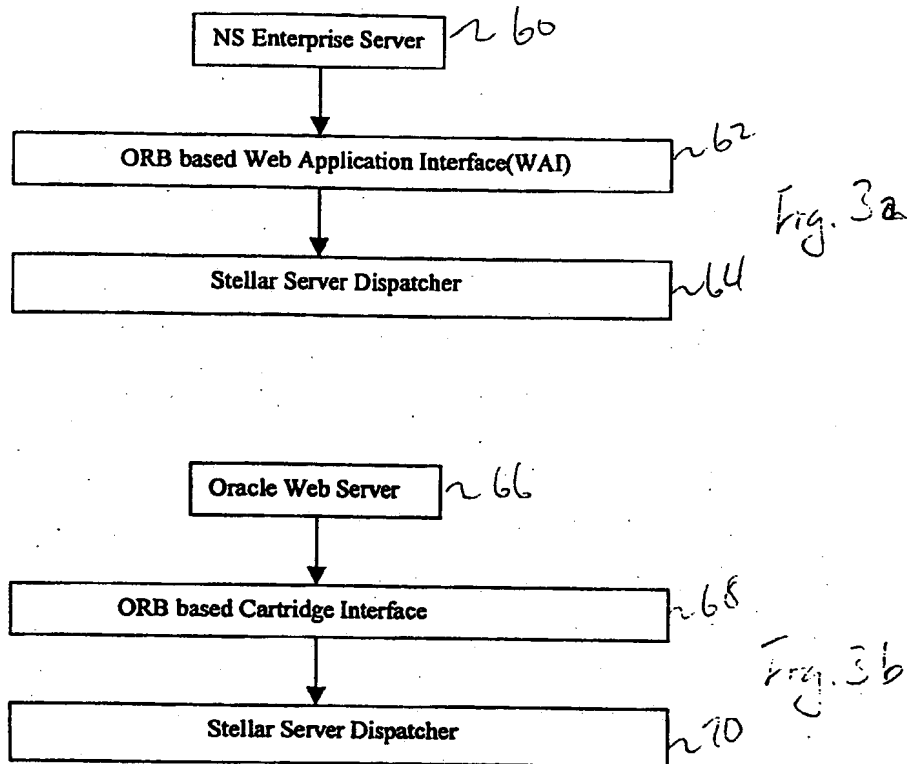 NS Enterprise Server ~ 60
ORB based Web Application Interface(WAI) ~62
Fig. 3a
Stellar Server Dispatcher ~64
Oracle Web Server ~ 66
ORB based Cartridge Interface ~68
Fig. 3b
Stellar Server Dispatcher ~70